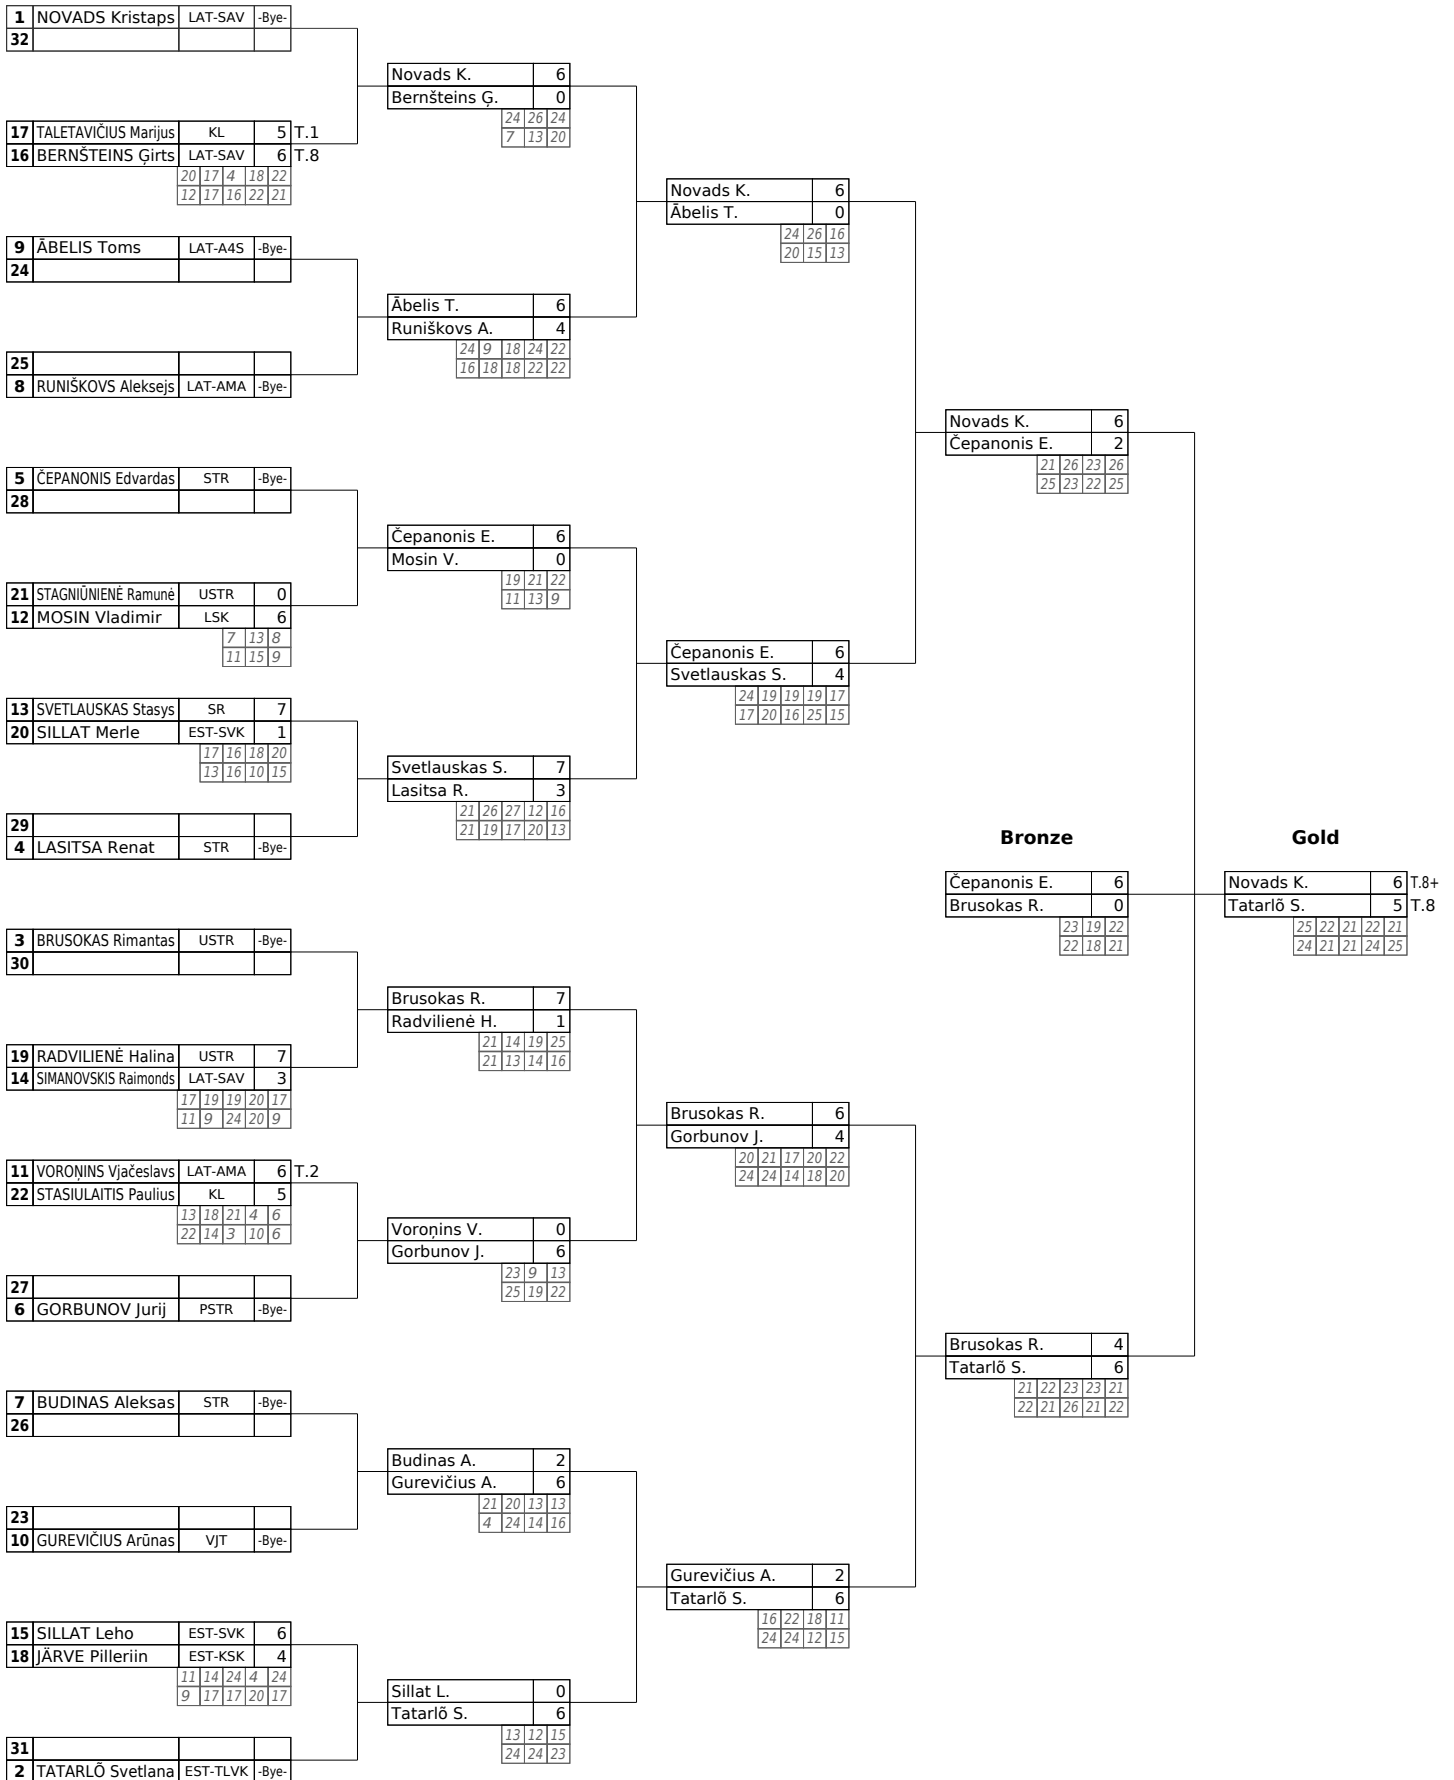 1 NOVADS Kristaps LAT-SAV -Bye-
32
Novads K. 6
Bernšteins Ģ. 0
24 26 24
7 13 20
17 TALETAVIČIUS Marijus KL 5 T.1
16 BERNŠTEINS Ģirts LAT-SAV 6 T.8
20 17 4 18 22
12 17 16 22 21
Novads K. 6
Ābelis T. 0
24 26 16
20 15 13
9 ĀBELIS Toms LAT-A4S -Bye-
24
Ābelis T. 6
Runiškovs A. 4
24 9 18 24 22
16 18 18 22 22
25
8 RUNIŠKOVS Aleksejs LAT-AMA -Bye-
Novads K. 6
Čepanonis E. 2
21 26 23 26
25 23 22 25
5 ČEPANONIS Edvardas STR -Bye-
28
Čepanonis E. 6
Mosin V. 0
19 21 22
11 13 9
21 STAGNIŪNIENĖ Ramunė USTR 0
12 MOSIN Vladimir LSK 6
7 13 8
11 15 9
Čepanonis E. 6
Svetlauskas S. 4
24 19 19 19 17
17 20 16 25 15
13 SVETLAUSKAS Stasys SR 7
20 SILLAT Merle EST-SVK 1
17 16 18 20
13 16 10 15
Svetlauskas S. 7
Lasitsa R. 3
21 26 27 12 16
21 19 17 20 13
29
4 LASITSA Renat STR -Bye-
Bronze Gold
Čepanonis E. 6
Brusokas R. 0
23 19 22
22 18 21
Novads K. 6 T.8+
Tatarlõ S. 5 T.8
25 22 21 22 21
24 21 21 24 25
3 BRUSOKAS Rimantas USTR -Bye-
30
Brusokas R. 7
Radvilienė H. 1
21 14 19 25
21 13 14 16
19 RADVILIENĖ Halina USTR 7
14 SIMANOVSKIS Raimonds LAT-SAV 3
17 19 19 20 17
11 9 24 20 9
Brusokas R. 6
Gorbunov J. 4
20 21 17 20 22
24 24 14 18 20
11 VOROŅINS Vjačeslavs LAT-AMA 6 T.2
22 STASIULAITIS Paulius KL 5
13 18 21 4 6
22 14 3 10 6
Voroņins V. 0
Gorbunov J. 6
23 9 13
25 19 22
27
6 GORBUNOV Jurij PSTR -Bye-
Brusokas R. 4
Tatarlõ S. 6
21 22 23 23 21
22 21 26 21 22
7 BUDINAS Aleksas STR -Bye-
26
Budinas A. 2
Gurevičius A. 6
21 20 13 13
4 24 14 16
23
10 GUREVIČIUS Arūnas VJT -Bye-
Gurevičius A. 2
Tatarlõ S. 6
16 22 18 11
24 24 12 15
15 SILLAT Leho EST-SVK 6
18 JÄRVE Pilleriin EST-KSK 4
11 14 24 4 24
9 17 17 20 17
Sillat L. 0
Tatarlõ S. 6
13 12 15
24 24 23
31
2 TATARLÕ Svetlana EST-TLVK -Bye-